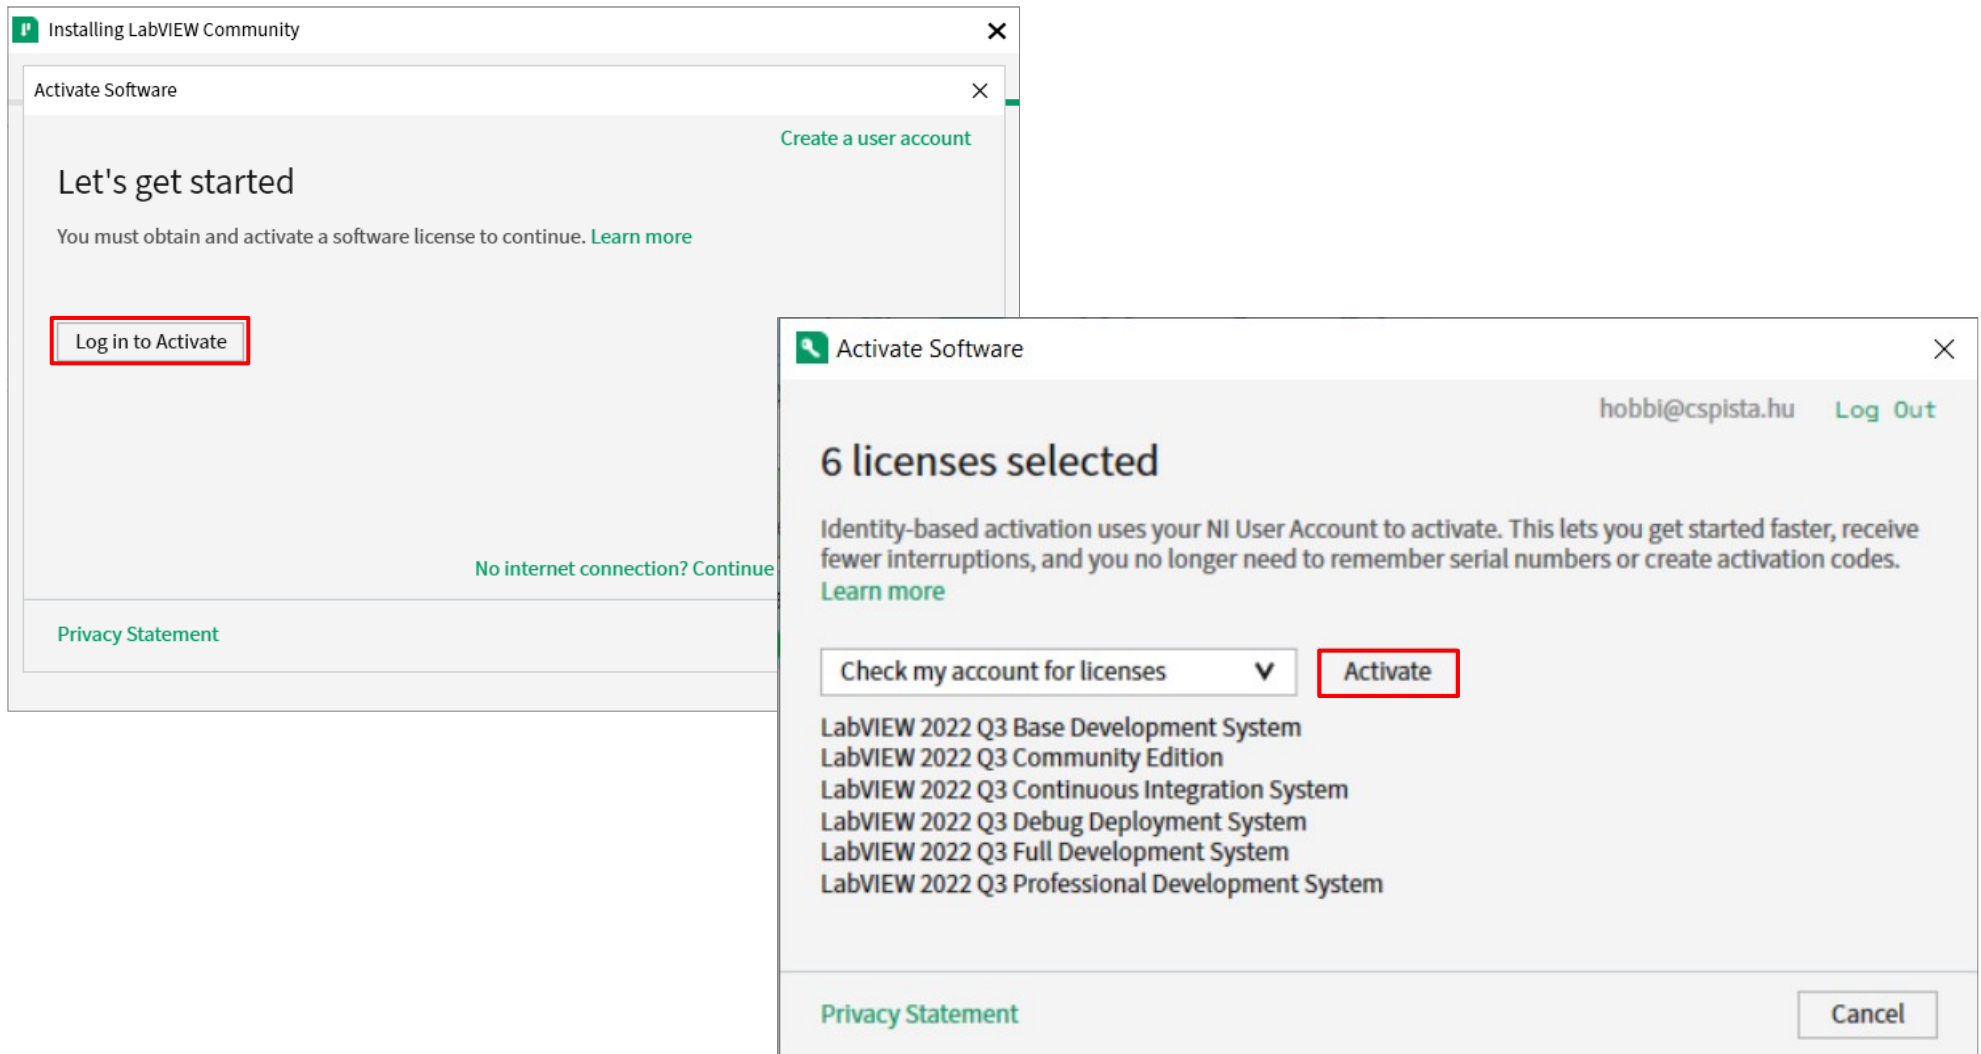 Installing LabVIEW Community
Activate Software
Create a user account
Let's get started
You must obtain and activate a software license to continue. Learn more
Log in to Activate
No internet connection? Continue
Privacy Statement
Activate Software
hobbi@cspista.hu Log Out
6 licenses selected
Identity-based activation uses your NI User Account to activate. This lets you get started faster, receive
fewer interruptions, and you no longer need to remember serial numbers or create activation codes.
Learn more
Check my account for licenses Activate
LabVIEW 2022 Q3 Base Development System
LabVIEW 2022 Q3 Community Edition
LabVIEW 2022 Q3 Continuous Integration System
LabVIEW 2022 Q3 Debug Deployment System
LabVIEW 2022 Q3 Full Development System
LabVIEW 2022 Q3 Professional Development System
Privacy Statement Cancel